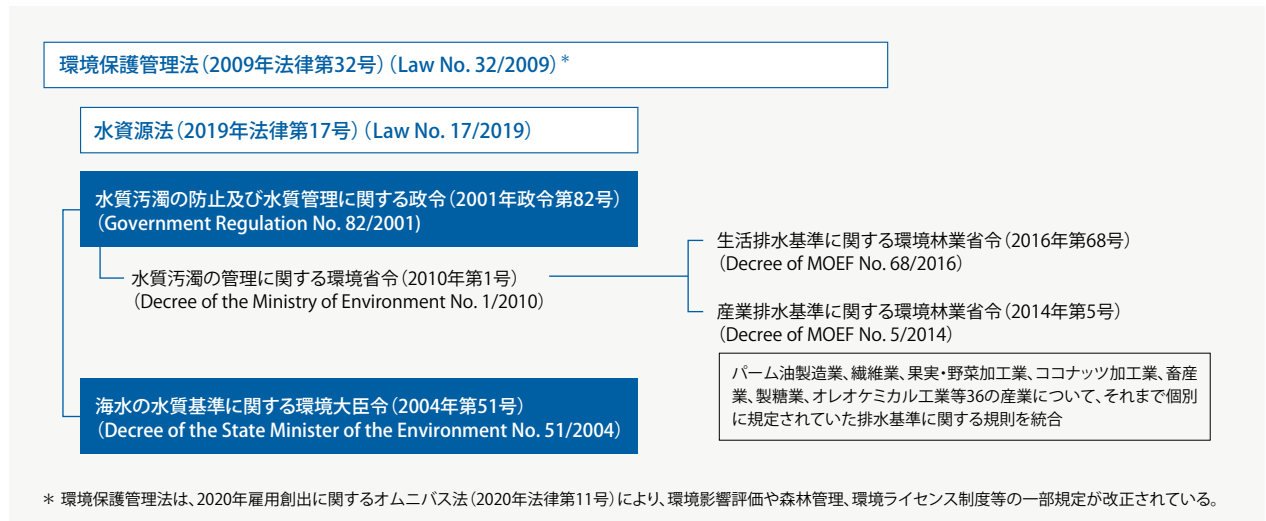 環境保護管理法（2009年法律第32号）（Law No. 32/2009）*
水資源法（2019年法律第17号）（Law No. 17/2019）
水質汚濁の防止及び水質管理に関する政令（2001年政令第82号）
（Government Regulation No. 82/2001)
水質汚濁の管理に関する環境省令（2010年第1号）
（Decree of the Ministry of Environment No. 1/2010）
生活排水基準に関する環境林業省令（2016年第68号）
（Decree of MOEF No. 68/2016）
産業排水基準に関する環境林業省令（2014年第5号）
（Decree of MOEF No. 5/2014）
パーム油製造業、繊維業、果実・野菜加工業、ココナッツ加工業、畜産
業、製糖業、オレオケミカル工業等36の産業について、それまで個別
に規定されていた排水基準に関する規則を統合
海水の水質基準に関する環境大臣令（2004年第51号）
（Decree of the State Minister of the Environment No. 51/2004）
＊ 環境保護管理法は、2020年雇用創出に関するオムニバス法（2020年法律第11号）により、環境影響評価や森林管理、環境ライセンス制度等の一部規定が改正されている。